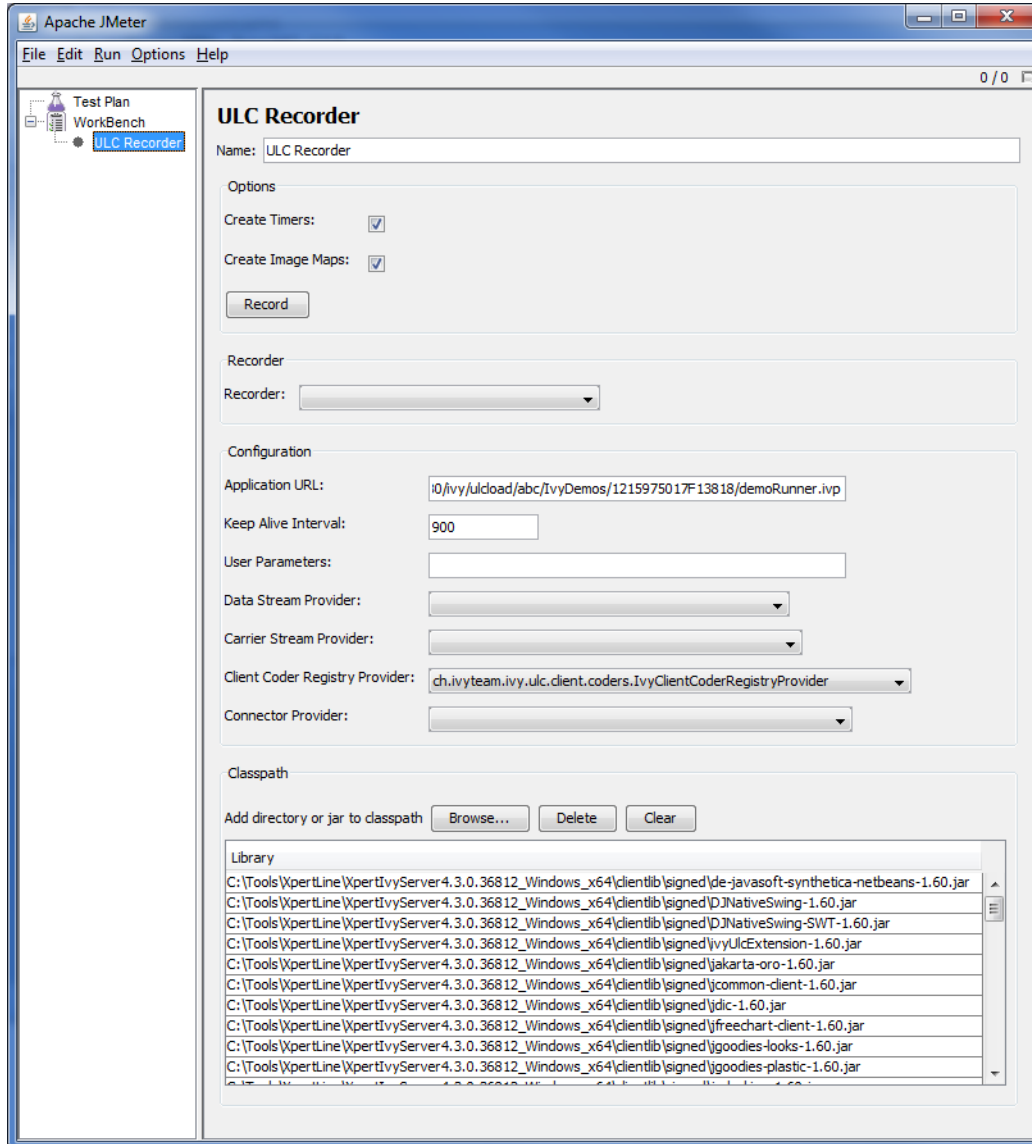 Apache JMeter
File Edit Run Options Help
0 / 0
Test Plan
WorkBench
ULC Recorder
ULC Recorder
Name: ULC Recorder
Options
Create Timers:
Create Image Maps:
Record
Recorder
Recorder:
Configuration
Application URL: 0/ivy/ulcload/abc/IvyDemos/1215975017F13818/demoRunner.ivp
Keep Alive Interval: 900
User Parameters:
Data Stream Provider:
Carrier Stream Provider:
Client Coder Registry Provider: ch.ivyteam.ivy.ulc.client.coders.IvyClientCoderRegistryProvider
Connector Provider:
Classpath
Add directory or jar to classpath Browse... Delete Clear
Library
C:\Tools\XpertLine\XpertIvyServer4.3.0.36812_Windows_x64\clientlib\signed\de-javasoft-synthetica-netbeans-1.60.jar
C:\Tools\XpertLine\XpertIvyServer4.3.0.36812_Windows_x64\clientlib\signed\DJNativeSwing-1.60.jar
C:\Tools\XpertLine\XpertIvyServer4.3.0.36812_Windows_x64\clientlib\signed\DJNativeSwing-SWT-1.60.jar
C:\Tools\XpertLine\XpertIvyServer4.3.0.36812_Windows_x64\clientlib\signed\ivyUlcExtension-1.60.jar
C:\Tools\XpertLine\XpertIvyServer4.3.0.36812_Windows_x64\clientlib\signed\jakarta-oro-1.60.jar
C:\Tools\XpertLine\XpertIvyServer4.3.0.36812_Windows_x64\clientlib\signed\jcommon-client-1.60.jar
C:\Tools\XpertLine\XpertIvyServer4.3.0.36812_Windows_x64\clientlib\signed\jdic-1.60.jar
C:\Tools\XpertLine\XpertIvyServer4.3.0.36812_Windows_x64\clientlib\signed\jfreechart-client-1.60.jar
C:\Tools\XpertLine\XpertIvyServer4.3.0.36812_Windows_x64\clientlib\signed\jgoodies-looks-1.60.jar
C:\Tools\XpertLine\XpertIvyServer4.3.0.36812_Windows_x64\clientlib\signed\jgoodies-plastic-1.60.jar